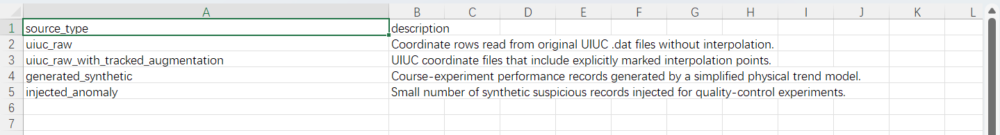 A B C D E F G H I J K L
1 source_type description
2 uiuc_raw Coordinate rows read from original UIUC .dat files without interpolation.
3 uiuc_raw_with_tracked_augmentation UIUC coordinate files that include explicitly marked interpolation points.
4 generated_synthetic Course-experiment performance records generated by a simplified physical trend model.
5 injected_anomaly Small number of synthetic suspicious records injected for quality-control experiments.
6
7